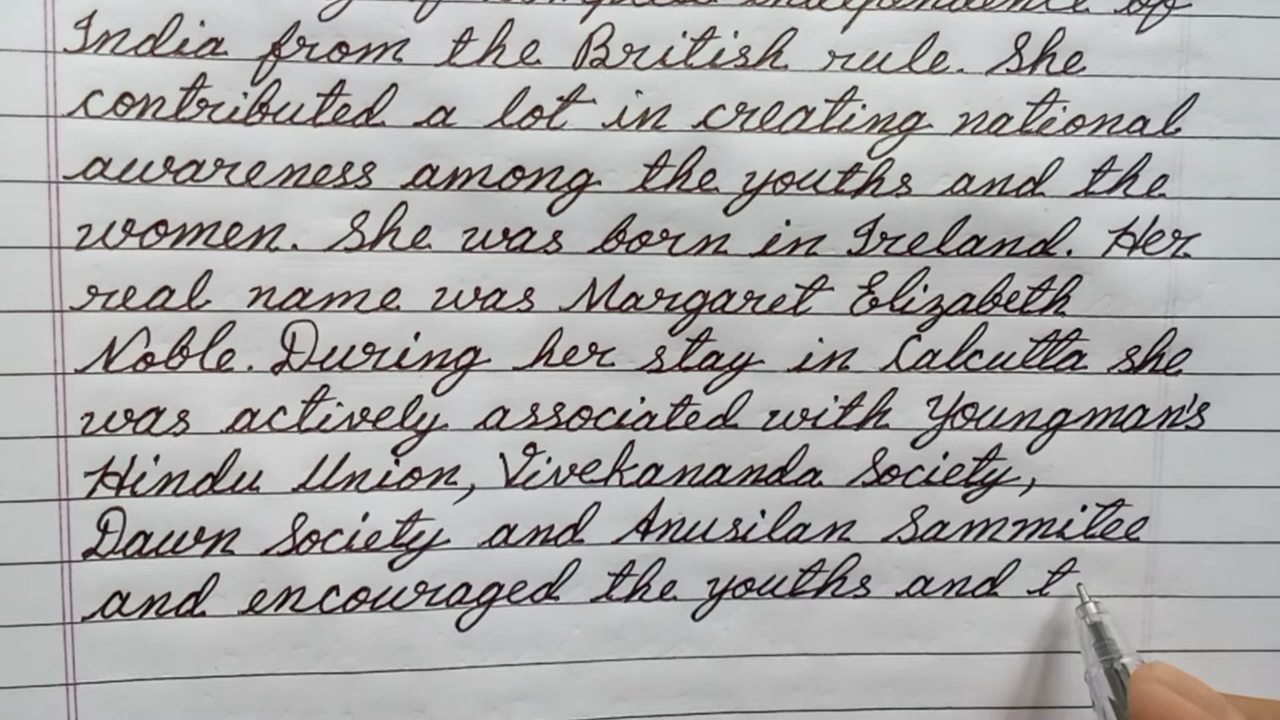 independence of
India from the British rule. She
contributed a lot in creating national
awareness among the youths and the
women. She was born in Ireland. Her
real name was Margaret Elizabeth
Noble. During her stay in Calcutta she
was actively associated with Youngman's
Hindu Union, Vivekananda Society,
Dawn Society and Anusilan Sammitee
and encouraged the youths and t